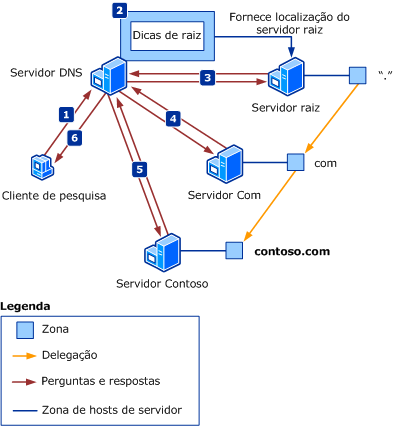 2
Fornece localização do
servidor raiz
Dicas de raiz
Servidor DNS
3
"."
Servidor raiz
1
4
6
5
com
Cliente de pesquisa
Servidor Com
contoso.com
Servidor Contoso
Legenda
Zona
Delegação
Perguntas e respostas
Zona de hosts de servidor